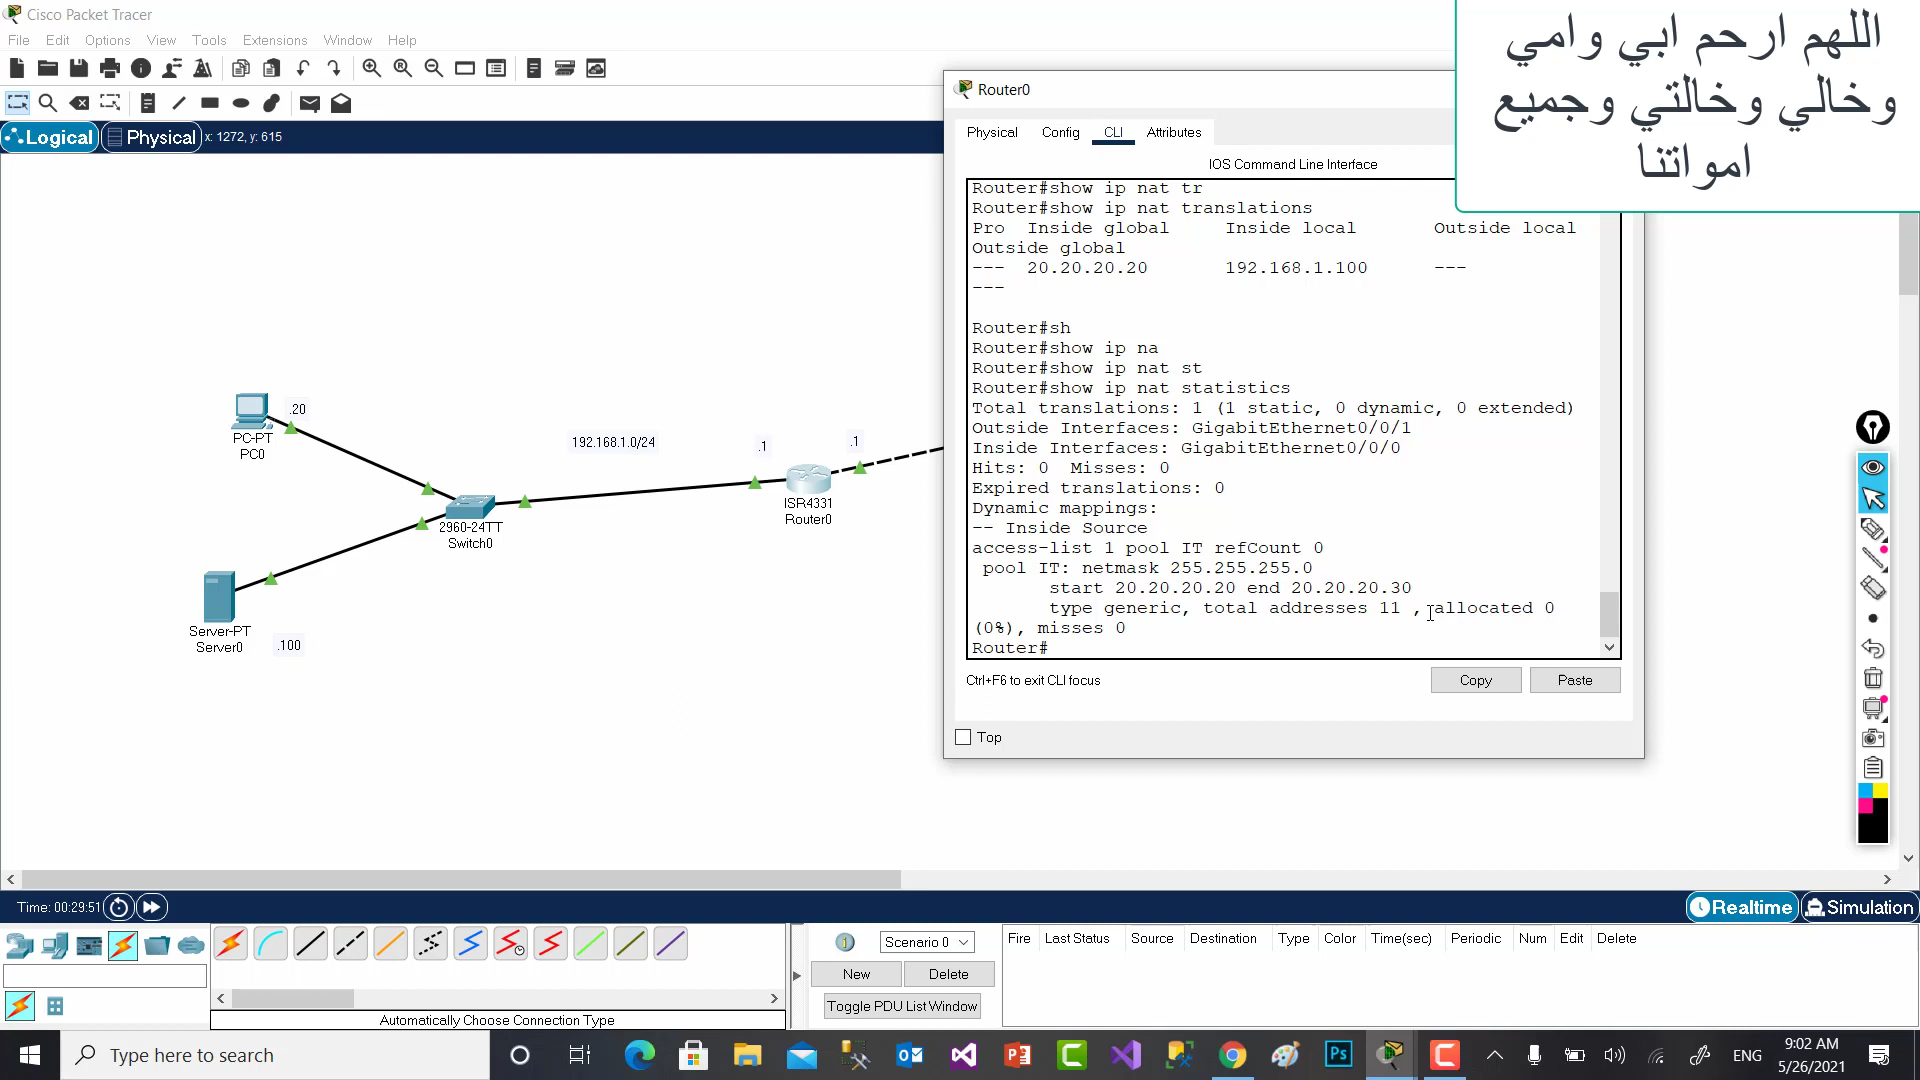 Cisco Packet Tracer
File Edit Options View Tools Extensions Window Help
اللهم ارحم ابي وامي
وخالي وخالتي وجميع
امواتنا
Logical Physical x: 1272, y: 615
Router0
Physical Config CLI Attributes
IOS Command Line Interface
Router#show ip nat tr
Router#show ip nat translations
Pro Inside global Inside local Outside local
Outside global
--- 20.20.20.20 192.168.1.100 ---
---
Router#sh
Router#show ip na
Router#show ip nat st
Router#show ip nat statistics
Total translations: 1 (1 static, 0 dynamic, 0 extended)
Outside Interfaces: GigabitEthernet0/0/1
Inside Interfaces: GigabitEthernet0/0/0
Hits: 0 Misses: 0
Expired translations: 0
Dynamic mappings:
-- Inside Source
access-list 1 pool IT refCount 0
pool IT: netmask 255.255.255.0
start 20.20.20.20 end 20.20.20.30
type generic, total addresses 11 , allocated 0
(0%), misses 0
Router#
Ctrl+F6 to exit CLI focus
Copy Paste
Top
.20
PC-PT
PC0
192.168.1.0/24
.1
.1
ISR4331
Router0
2960-24TT
Switch0
Server-PT
Server0
.100
Time: 00:29:51
Realtime Simulation
Scenario 0
New Delete
Toggle PDU List Window
Fire Last Status Source Destination Type Color Time(sec) Periodic Num Edit Delete
Automatically Choose Connection Type
Type here to search
ENG
9:02 AM
5/26/2021